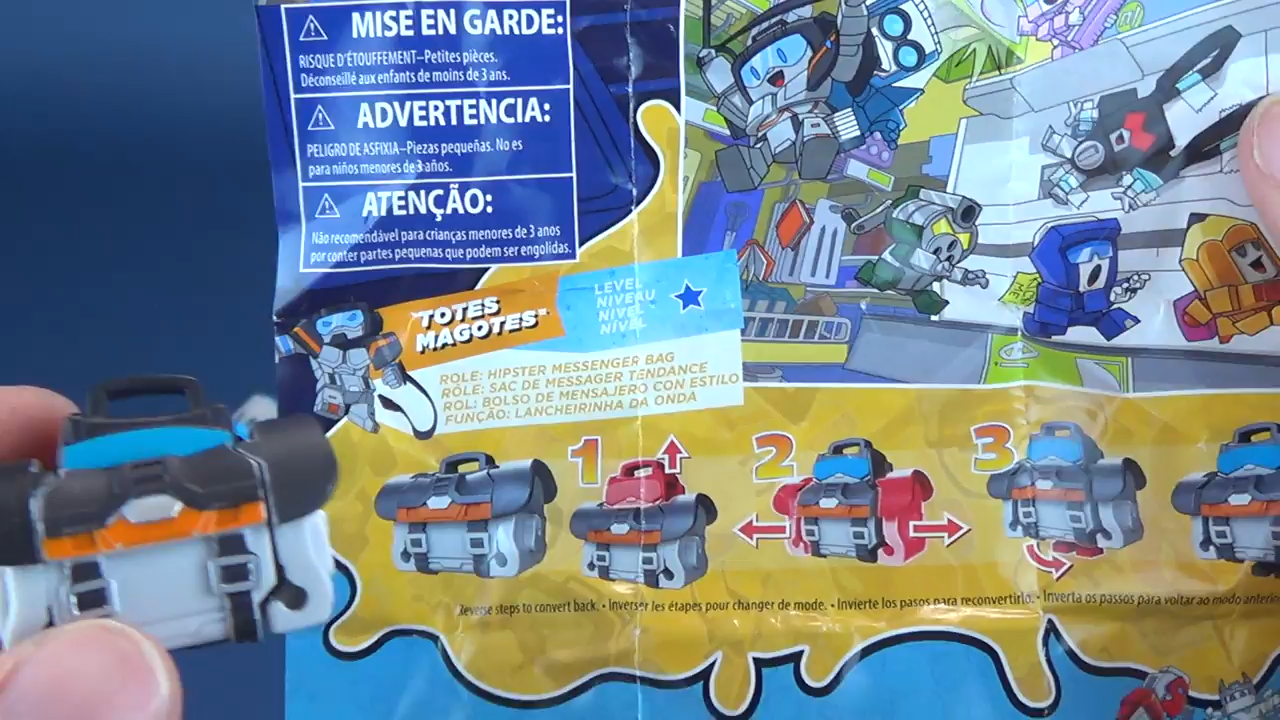 MISE EN GARDE:
RISQUE D'ÉTOUFFEMENT–Petites pièces.
Déconseillé aux enfants de moins de 3 ans.
ADVERTENCIA:
PELIGRO DE ASFIXIA–Piezas pequeñas. No es
para niños menores de 3 años.
ATENÇÃO:
Não recomendável para crianças menores de 3 anos
por conter partes pequenas que podem ser engolidas.
"TOTES
MAGOTES"
LEVEL
NIVEAU
NIVEL
NÍVEL
ROLE: HIPSTER MESSENGER BAG
RÔLE: SAC DE MESSAGER TENDANCE
ROL: BOLSO DE MENSAJERO CON ESTILO
FUNÇÃO: LANCHEIRINHA DA ONDA
1
2
3
Reverse steps to convert back. • Inverser les étapes pour changer de mode. • Invierte los pasos para reconvertirlo. • Inverta os passos para voltar ao modo anterio